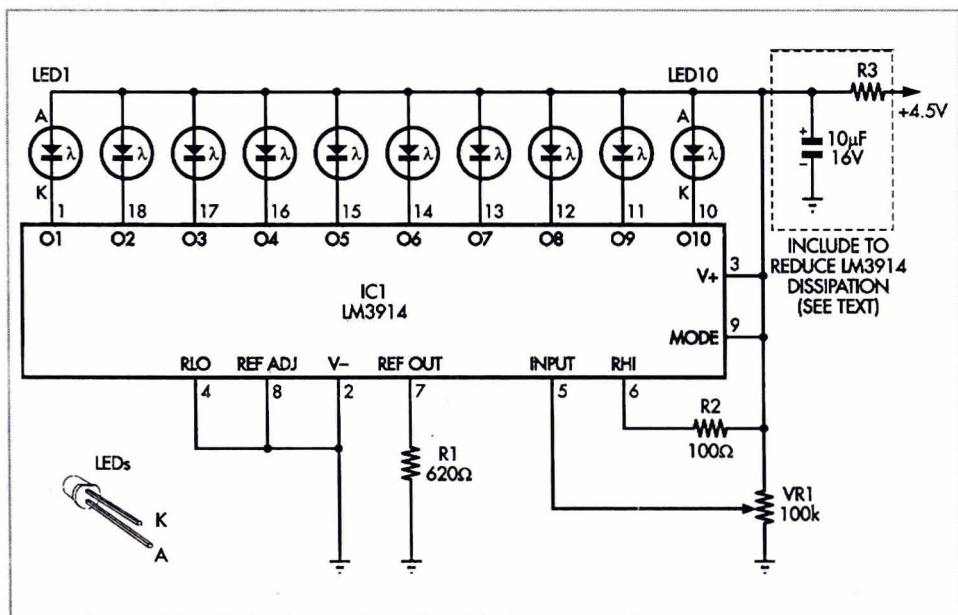 LED1
LED10
R3
+4.5V
A
A
λ λ λ λ λ λ λ λ λ λ
+
10µF
16V
−
K
K
1 18 17 16 15 14 13 12 11 10
O1 O2 O3 O4 O5 O6 O7 O8 O9 O10
INCLUDE TO
REDUCE LM3914
DISSIPATION
(SEE TEXT)
V+
3
IC1
LM3914
MODE
9
RLO REF ADJ V− REF OUT INPUT RHI
4 8 2 7 5 6
R2
100Ω
R1
620Ω
LEDs
K
A
VR1
100k